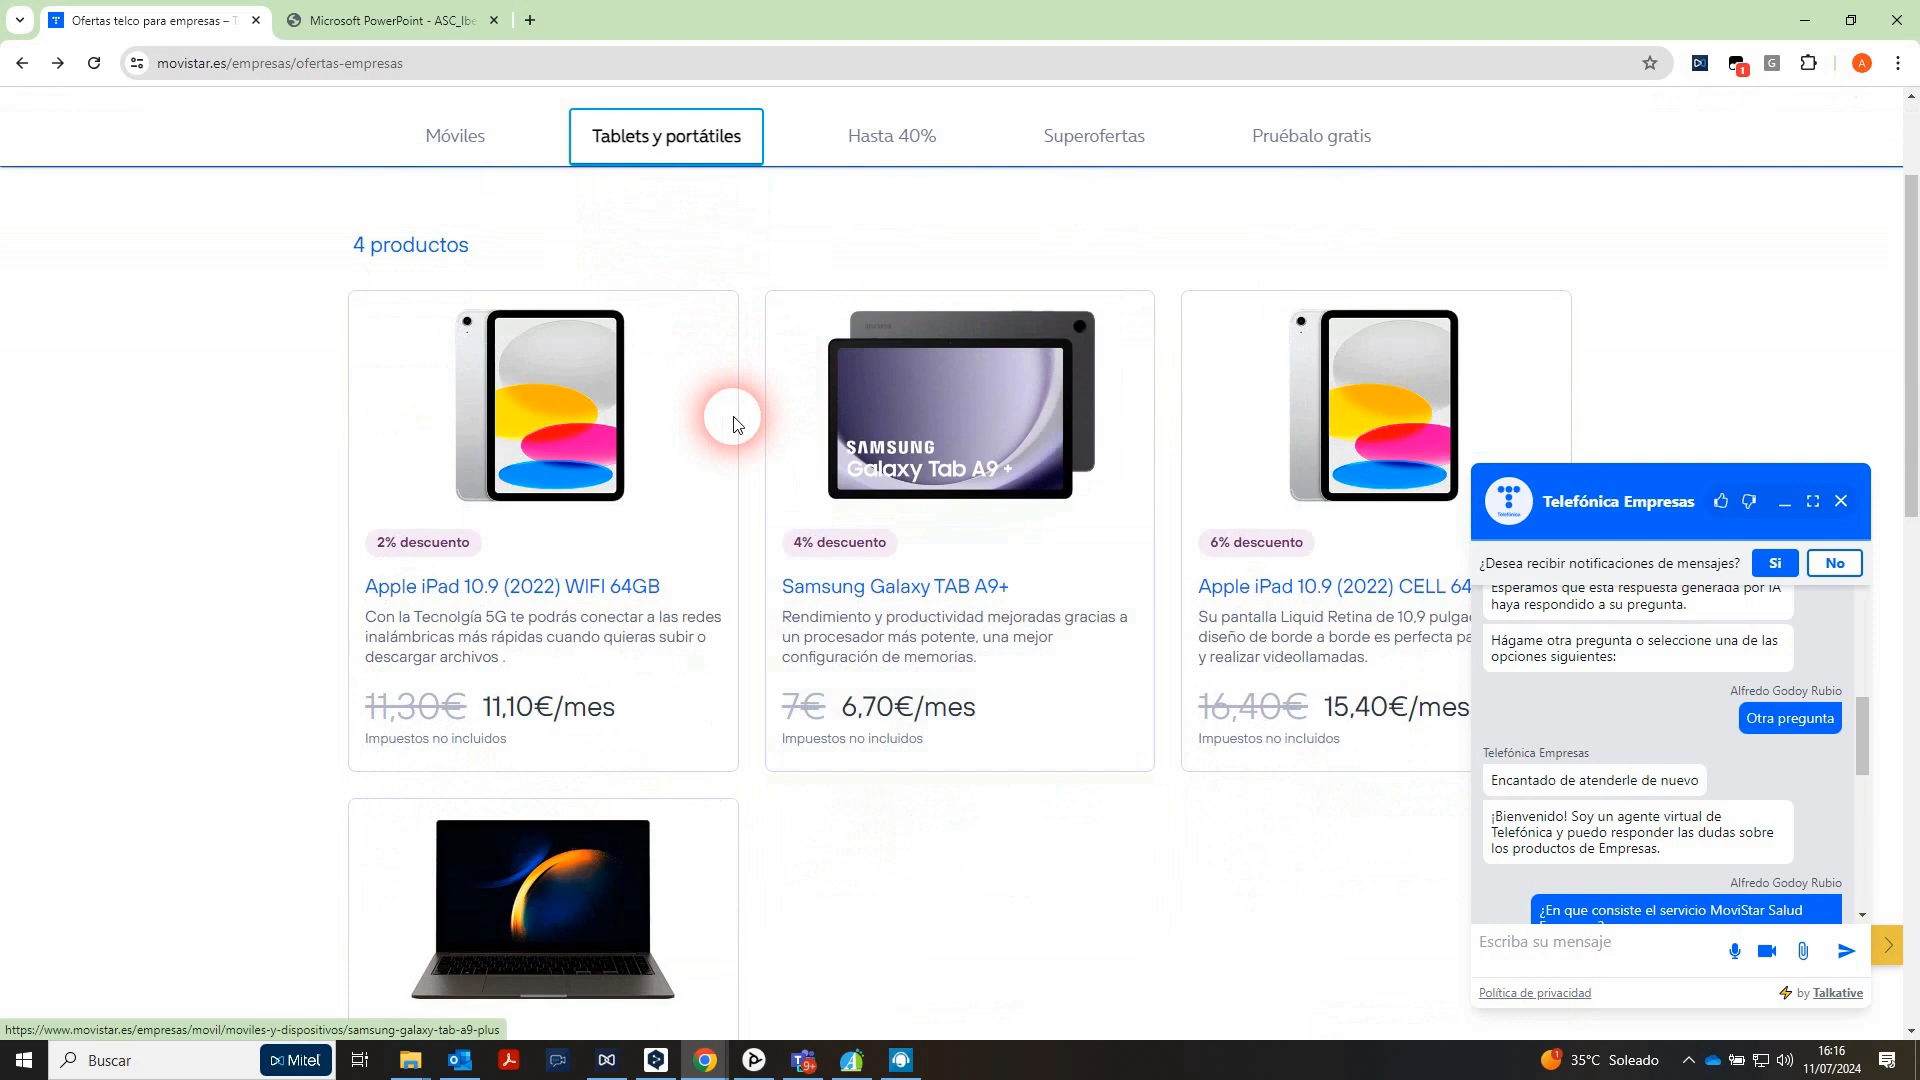 Ofertas telco para empresas – T
Microsoft PowerPoint - ASC_Ibe
movistar.es/empresas/ofertas-empresas
1
G
A
Móviles
Tablets y portátiles
Hasta 40%
Superofertas
Pruébalo gratis
4 productos
SAMSUNG
Galaxy Tab A9+
2% descuento
Apple iPad 10.9 (2022) WIFI 64GB
Con la Tecnolgía 5G te podrás conectar a las redes
inalámbricas más rápidas cuando quieras subir o
descargar archivos .
11,30€ 11,10€/mes
Impuestos no incluidos
4% descuento
Samsung Galaxy TAB A9+
Rendimiento y productividad mejoradas gracias a
un procesador más potente, una mejor
configuración de memorias.
7€ 6,70€/mes
Impuestos no incluidos
6% descuento
Apple iPad 10.9 (2022) CELL 64
Su pantalla Liquid Retina de 10,9 pulga
diseño de borde a borde es perfecta pa
y realizar videollamadas.
16,40€ 15,40€/mes
Impuestos no incluidos
Telefónica
Telefónica Empresas
¿Desea recibir notificaciones de mensajes? Si No
Esperamos que esta respuesta generada por IA
haya respondido a su pregunta.
Hágame otra pregunta o seleccione una de las
opciones siguientes:
Alfredo Godoy Rubio
Otra pregunta
Telefónica Empresas
Encantado de atenderle de nuevo
¡Bienvenido! Soy un agente virtual de
Telefónica y puedo responder las dudas sobre
los productos de Empresas.
Alfredo Godoy Rubio
¿En que consiste el servicio MoviStar Salud
Escriba su mensaje
Política de privacidad
by Talkative
https://www.movistar.es/empresas/movil/moviles-y-dispositivos/samsung-galaxy-tab-a9-plus
Buscar
Mitel
9+
1
35°C Soleado
16:16
11/07/2024